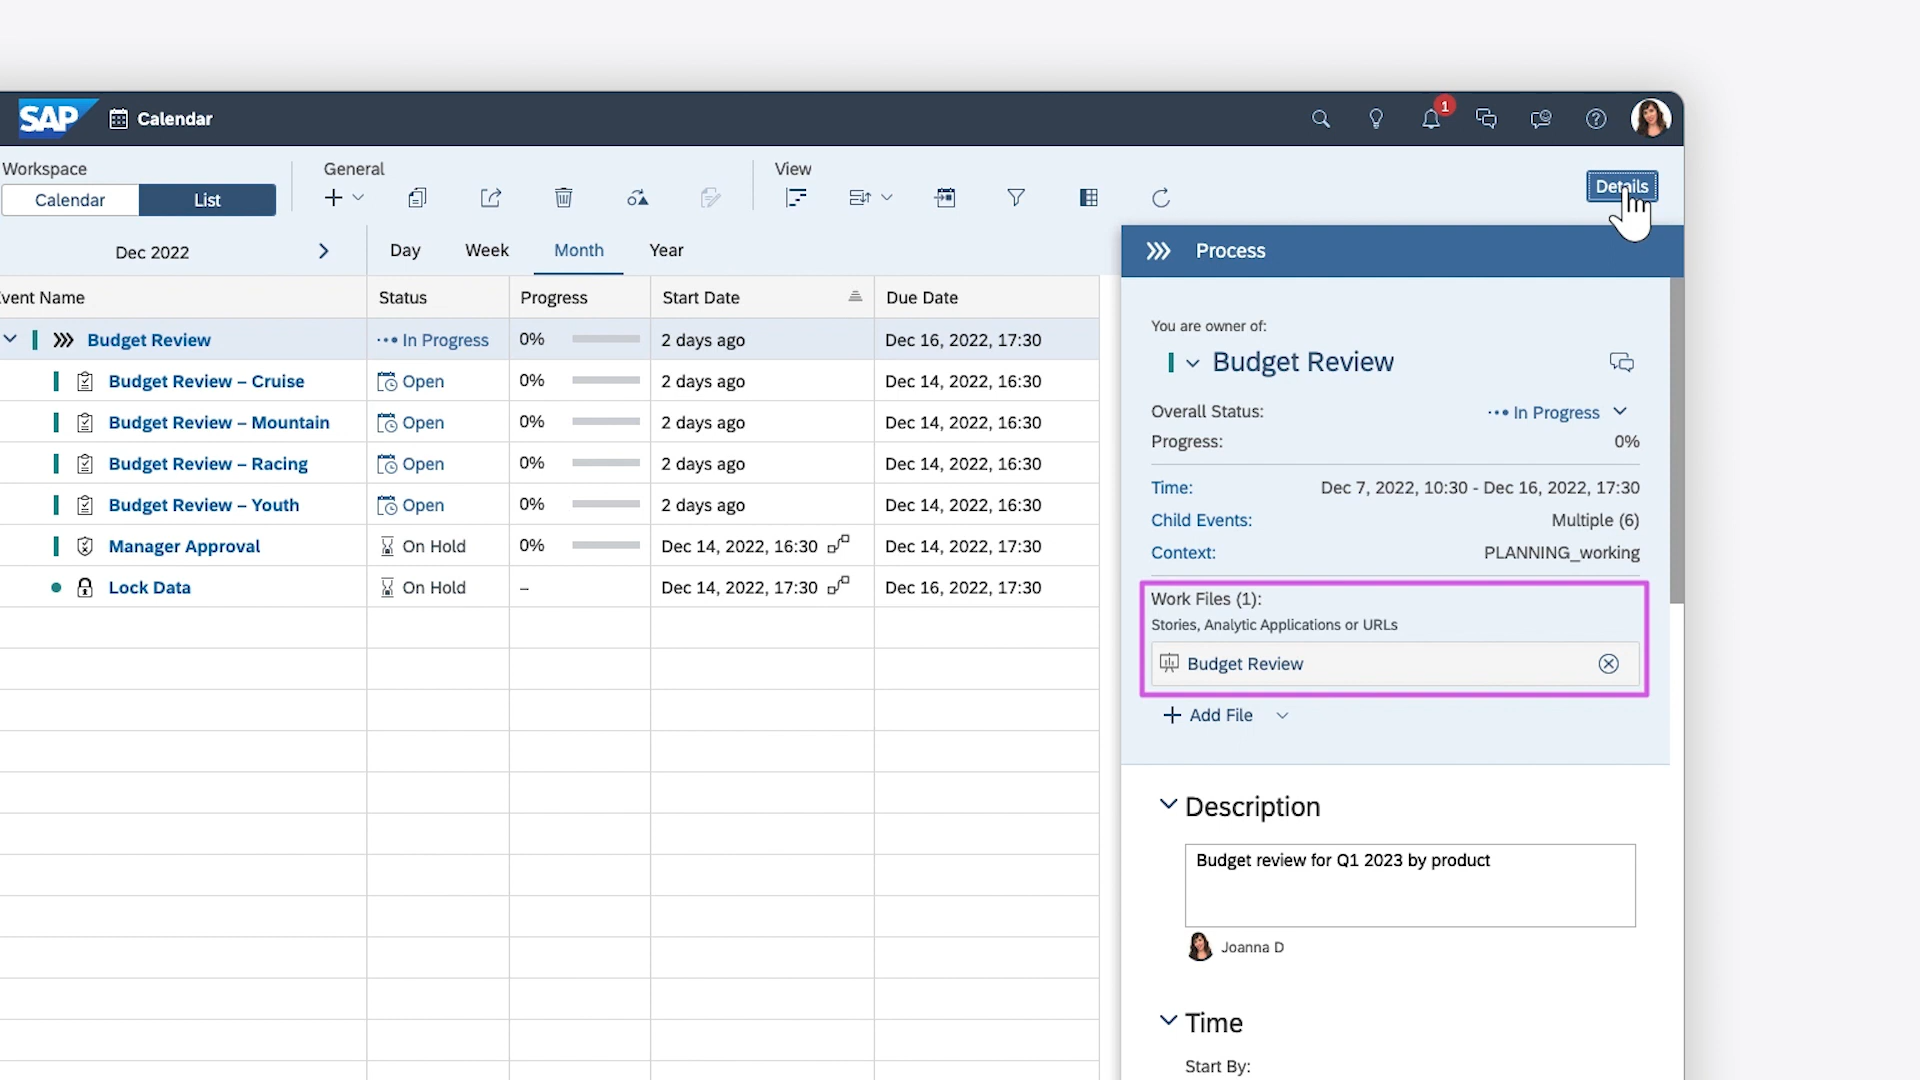 SAP Calendar 1
Workspace General View
Calendar List Details
Dec 2022 Day Week Month Year
Process
vent Name Status Progress Start Date Due Date
Budget Review In Progress 0% 2 days ago Dec 16, 2022, 17:30
Budget Review – Cruise Open 0% 2 days ago Dec 14, 2022, 16:30
Budget Review – Mountain Open 0% 2 days ago Dec 14, 2022, 16:30
Budget Review – Racing Open 0% 2 days ago Dec 14, 2022, 16:30
Budget Review – Youth Open 0% 2 days ago Dec 14, 2022, 16:30
Manager Approval On Hold 0% Dec 14, 2022, 16:30 Dec 14, 2022, 17:30
Lock Data On Hold – Dec 14, 2022, 17:30 Dec 16, 2022, 17:30
You are owner of:
Budget Review
Overall Status: In Progress
Progress: 0%
Time: Dec 7, 2022, 10:30 - Dec 16, 2022, 17:30
Child Events: Multiple (6)
Context: PLANNING_working
Work Files (1):
Stories, Analytic Applications or URLs
Budget Review
Add File
Description
Budget review for Q1 2023 by product
Joanna D
Time
Start By: